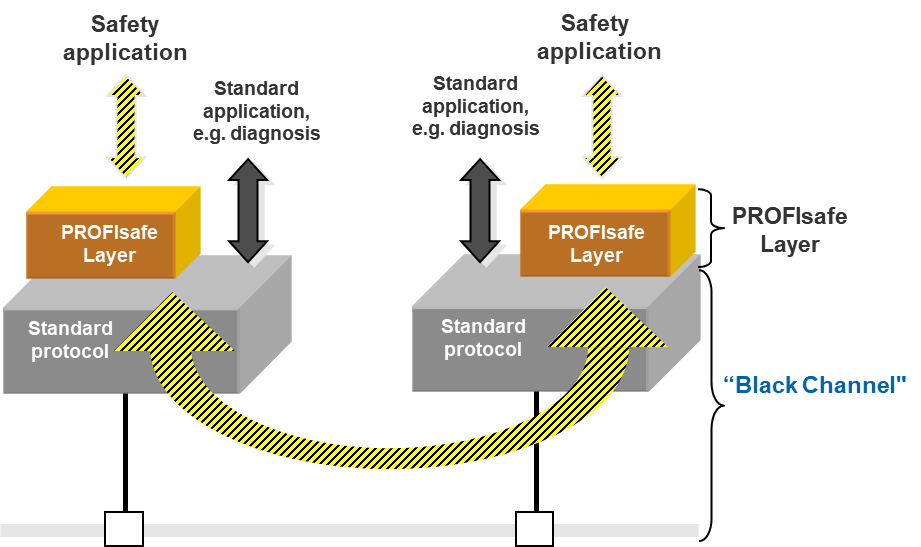 Safety
application
Standard
application,
e.g. diagnosis
PROFIsafe
Layer
Standard
protocol
Safety
application
Standard
application,
e.g. diagnosis
PROFIsafe
Layer
Standard
protocol
PROFIsafe
Layer
“Black Channel"